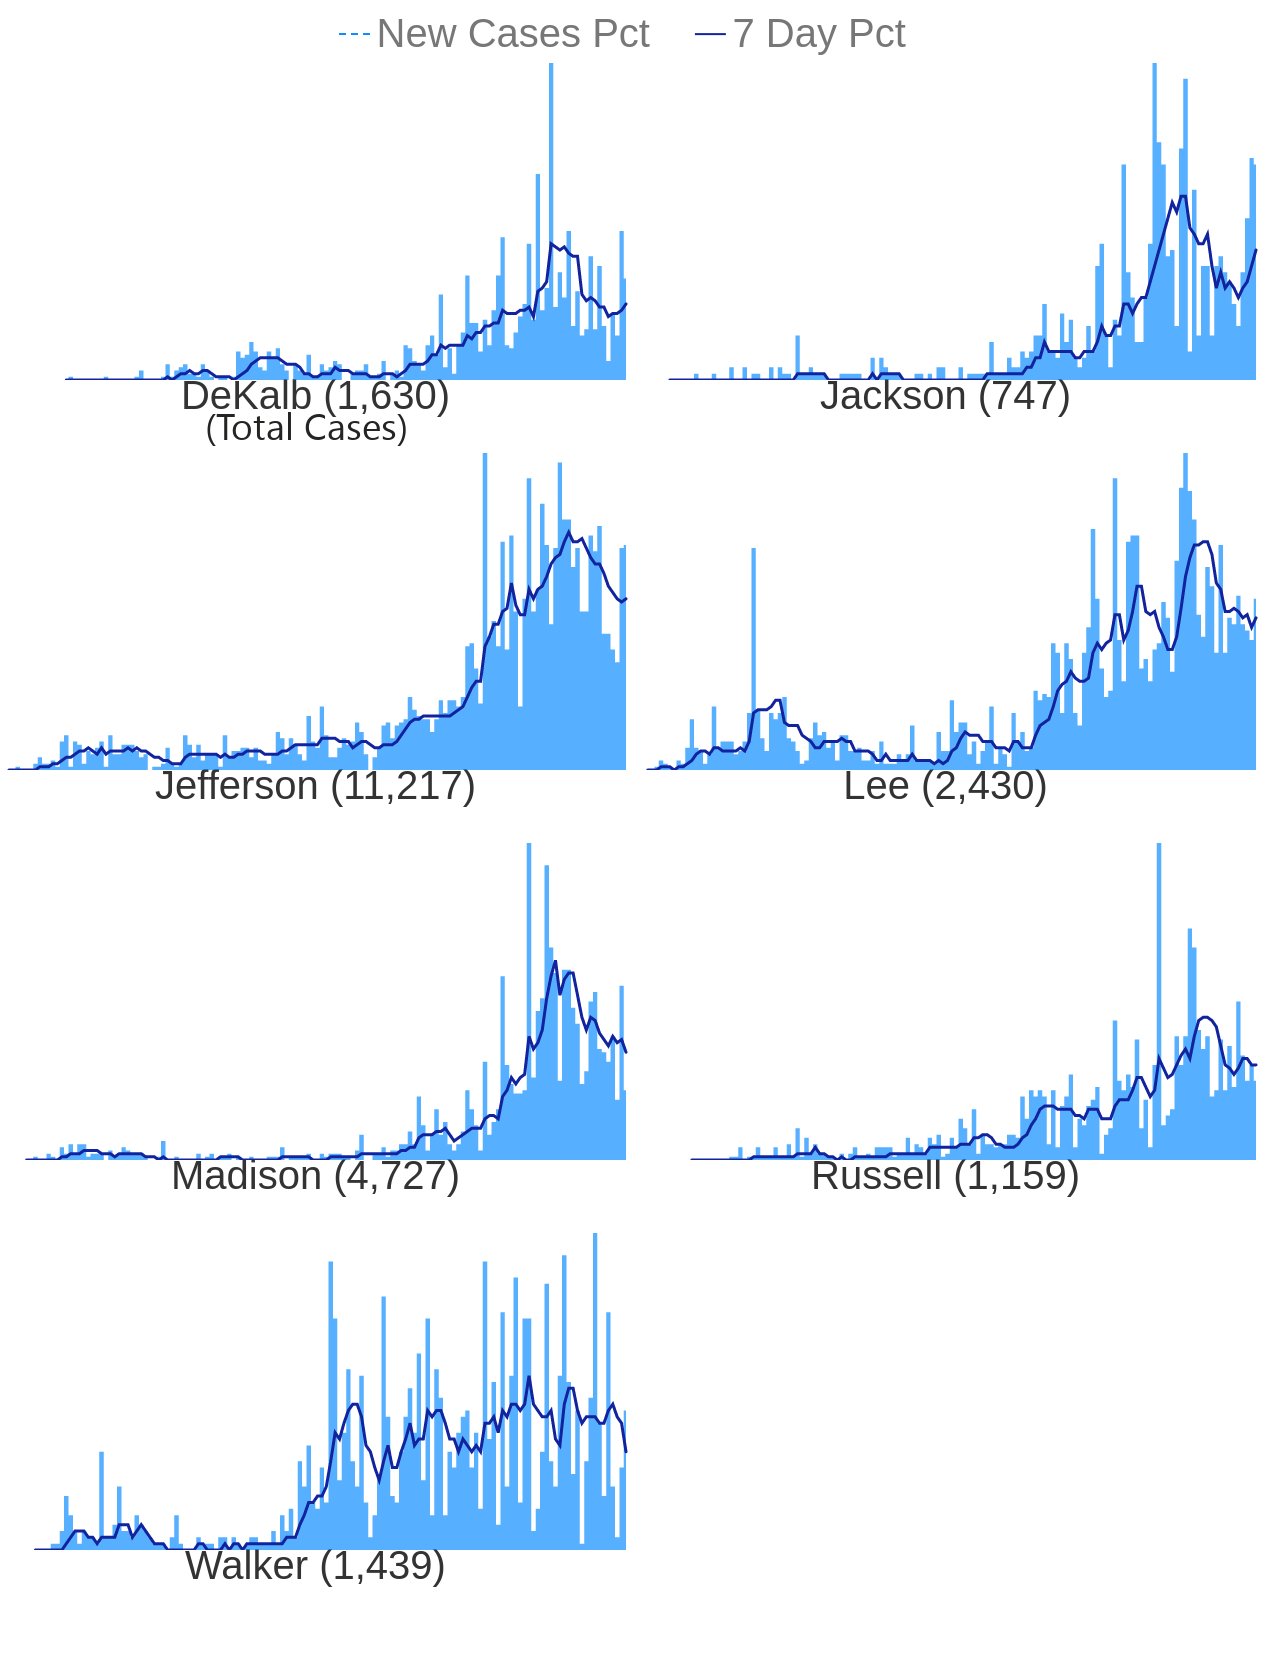 New Cases Pct 7 Day Pct
DeKalb (1,630) Jackson (747)
(Total Cases)
Jefferson (11,217) Lee (2,430)
Madison (4,727) Russell (1,159)
Walker (1,439)